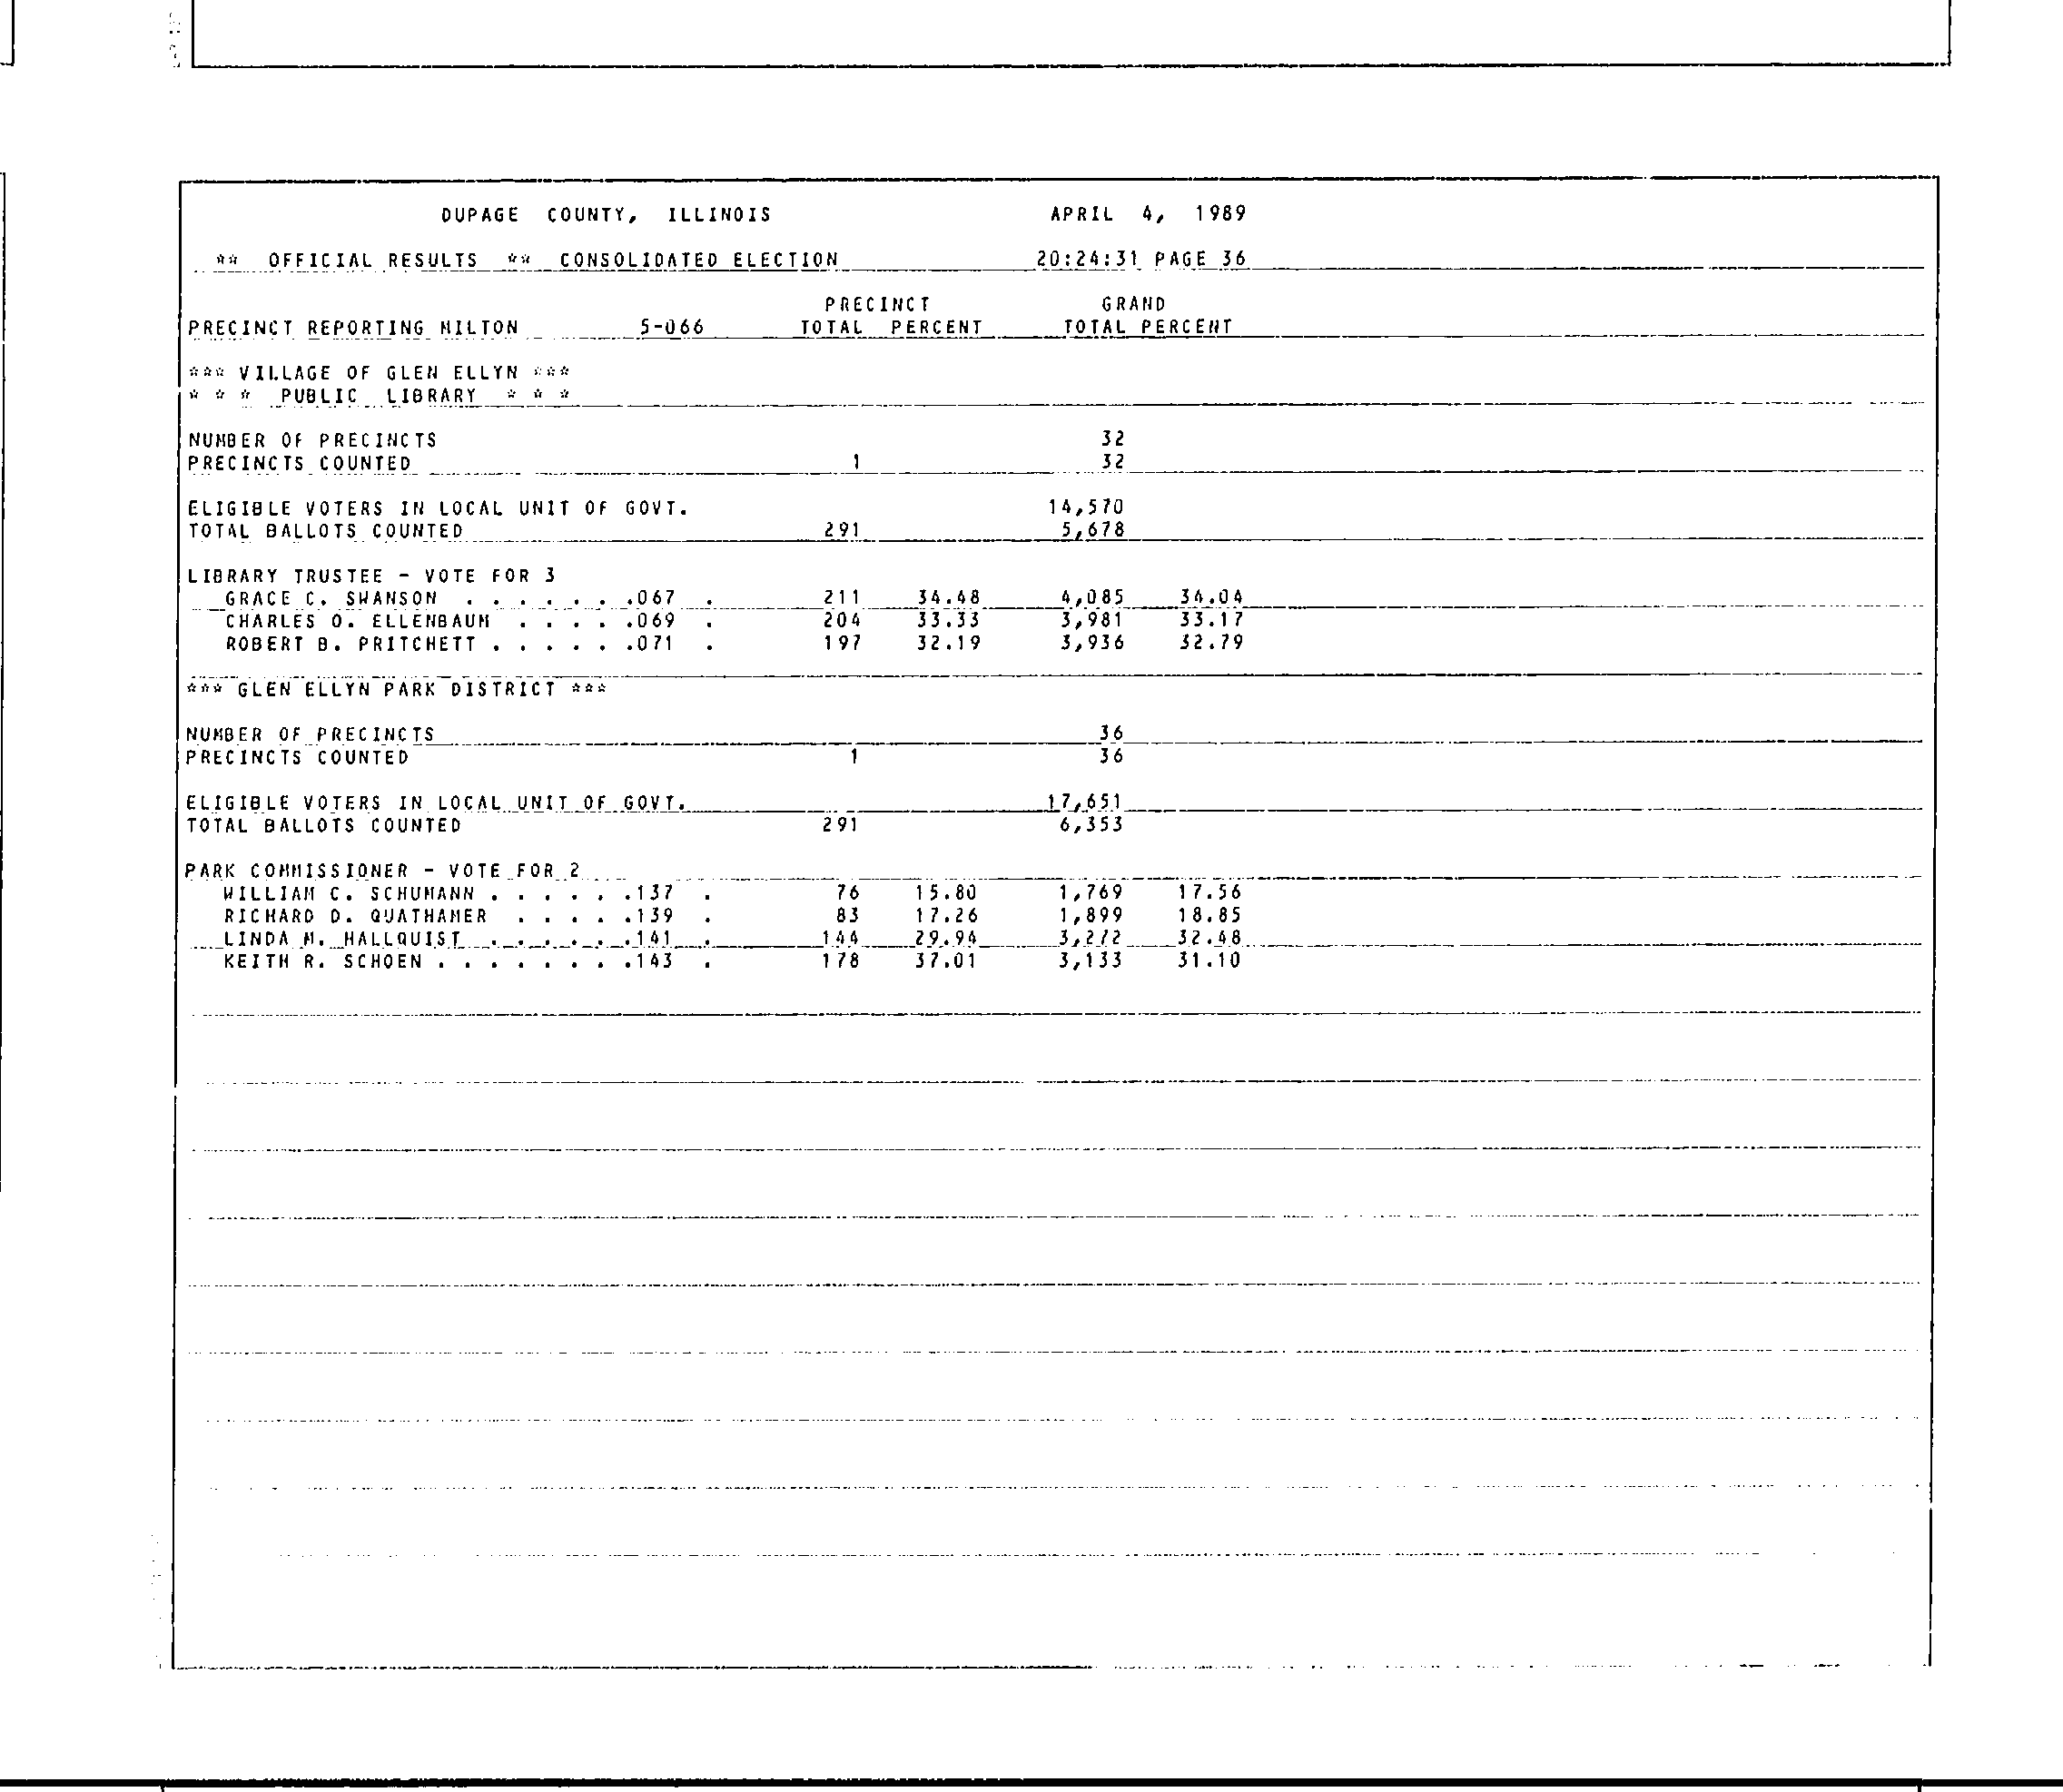 DUPAGE COUNTY, ILLINOIS APRIL 4, 1989
** OFFICIAL RESULTS ** CONSOLIDATED ELECTION 20:24:31 PAGE 36
PRECINCT GRAND
PRECINCT REPORTING MILTON 5-066 TOTAL PERCENT TOTAL PERCENT
*** VILLAGE OF GLEN ELLYN ***
* * * PUBLIC LIBRARY * * *
NUMBER OF PRECINCTS 32
PRECINCTS COUNTED 1 32
ELIGIBLE VOTERS IN LOCAL UNIT OF GOVT. 14,570
TOTAL BALLOTS COUNTED 291 5,678
LIBRARY TRUSTEE - VOTE FOR 3
GRACE C. SWANSON . . . . . . .067 . 211 34.48 4,085 34.04
CHARLES O. ELLENBAUM . . . . .069 . 204 33.33 3,981 33.17
ROBERT B. PRITCHETT . . . . . .071 . 197 32.19 3,936 32.79
*** GLEN ELLYN PARK DISTRICT ***
NUMBER OF PRECINCTS 36
PRECINCTS COUNTED 1 36
ELIGIBLE VOTERS IN LOCAL UNIT OF GOVT. 17,651
TOTAL BALLOTS COUNTED 291 6,353
PARK COMMISSIONER - VOTE FOR 2
WILLIAM C. SCHUMANN . . . . . .137 . 76 15.80 1,769 17.56
RICHARD D. QUATHAMER . . . . .139 . 83 17.26 1,899 18.85
LINDA M. HALLQUIST . . . . . .141 . 144 29.94 3,272 32.48
KEITH R. SCHOEN . . . . . . . .143 . 178 37.01 3,133 31.10